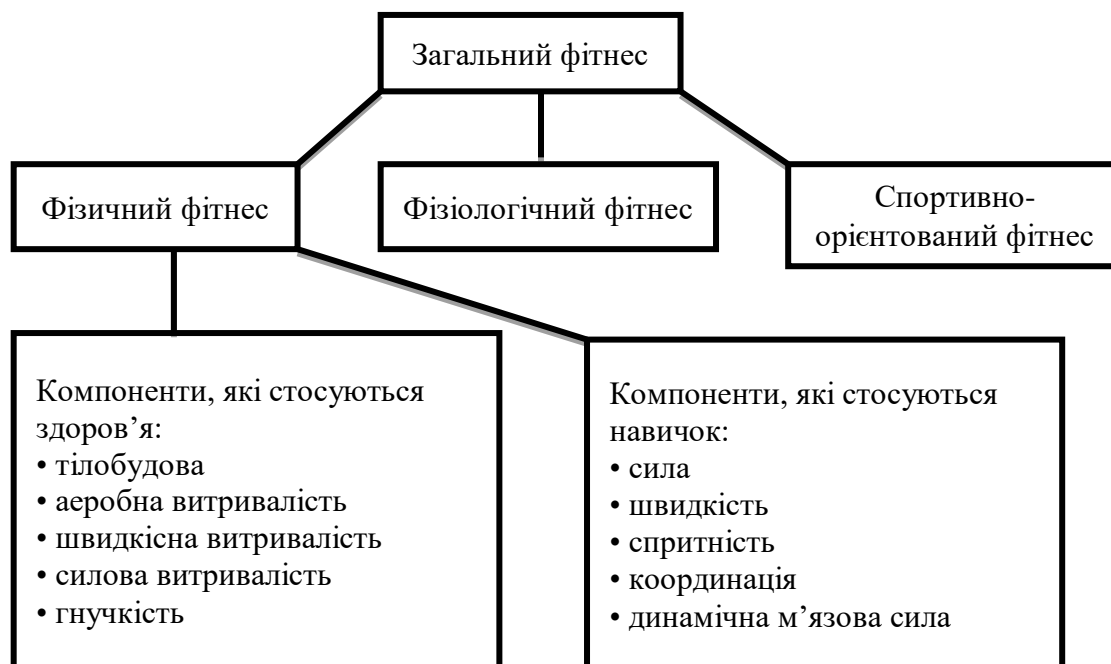 Загальний фітнес
Фізичний фітнес
Фізіологічний фітнес
Спортивно-
орієнтований фітнес
Компоненти, які стосуються
здоров’я:
• тілобудова
• аеробна витривалість
• швидкісна витривалість
• силова витривалість
• гнучкість
Компоненти, які стосуються
навичок:
• сила
• швидкість
• спритність
• координація
• динамічна м’язова сила